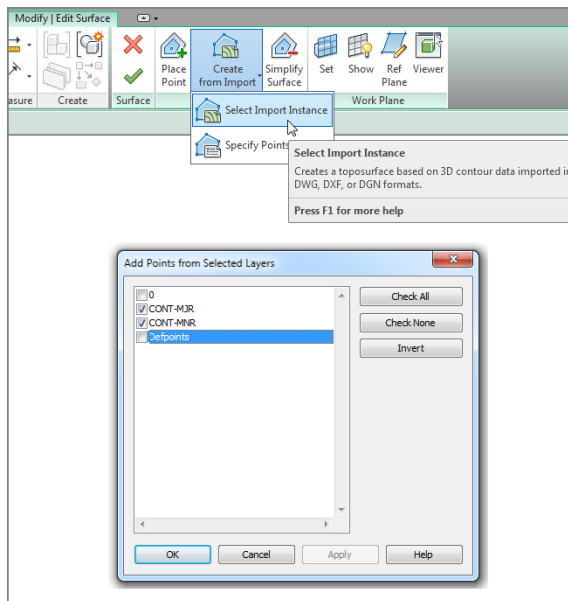 Modify | Edit Surface
Place Point
Create from Import
Simplify Surface
Set
Show
Ref Plane
Viewer
asure
Create
Surface
Work Plane
Select Import Instance
Specify Points
Select Import Instance
Creates a toposurface based on 3D contour data imported i
DWG, DXF, or DGN formats.
Press F1 for more help
Add Points from Selected Layers
0
CONT-MJR
CONT-MNR
Defpoints
Check All
Check None
Invert
OK
Cancel
Apply
Help